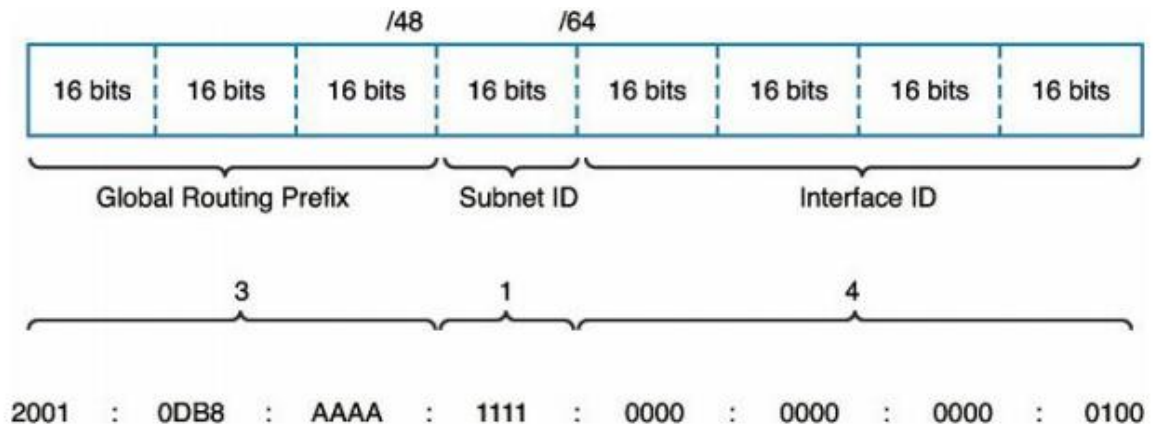 /48 /64
16 bits 16 bits 16 bits 16 bits 16 bits 16 bits 16 bits 16 bits
Global Routing Prefix Subnet ID Interface ID
3 1 4
2001 : 0DB8 : AAAA : 1111 : 0000 : 0000 : 0000 : 0100